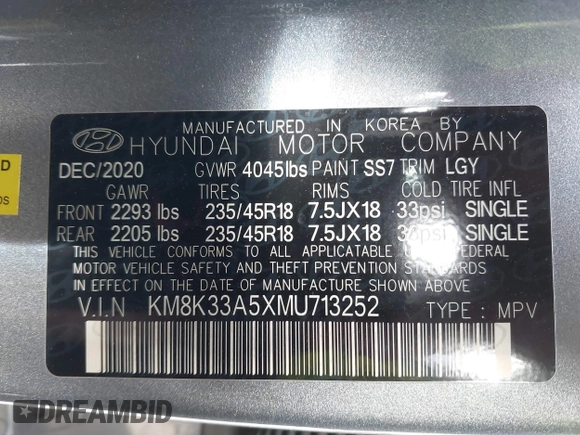 MANUFACTURED IN KOREA BY
HYUNDAI MOTOR COMPANY
DEC/2020 GVWR 4045lbs PAINT SS7 TRIM LGY
GAWR TIRES RIMS COLD TIRE INFL
FRONT 2293 lbs 235/45R18 7.5JX18 33psi SINGLE
REAR 2205 lbs 235/45R18 7.5JX18 33psi SINGLE
THIS VEHICLE CONFORMS TO ALL APPLICATABLE U.S FEDERAL
MOTOR VEHICLE SAFETY AND THEFT PREVENTION STANDARDS
IN EFFECT ON THE DATE OF MANUFACTURE SHOWN ABOVE
V.I.N KM8K33A5XMU713252 TYPE : MPV
DREAMBID